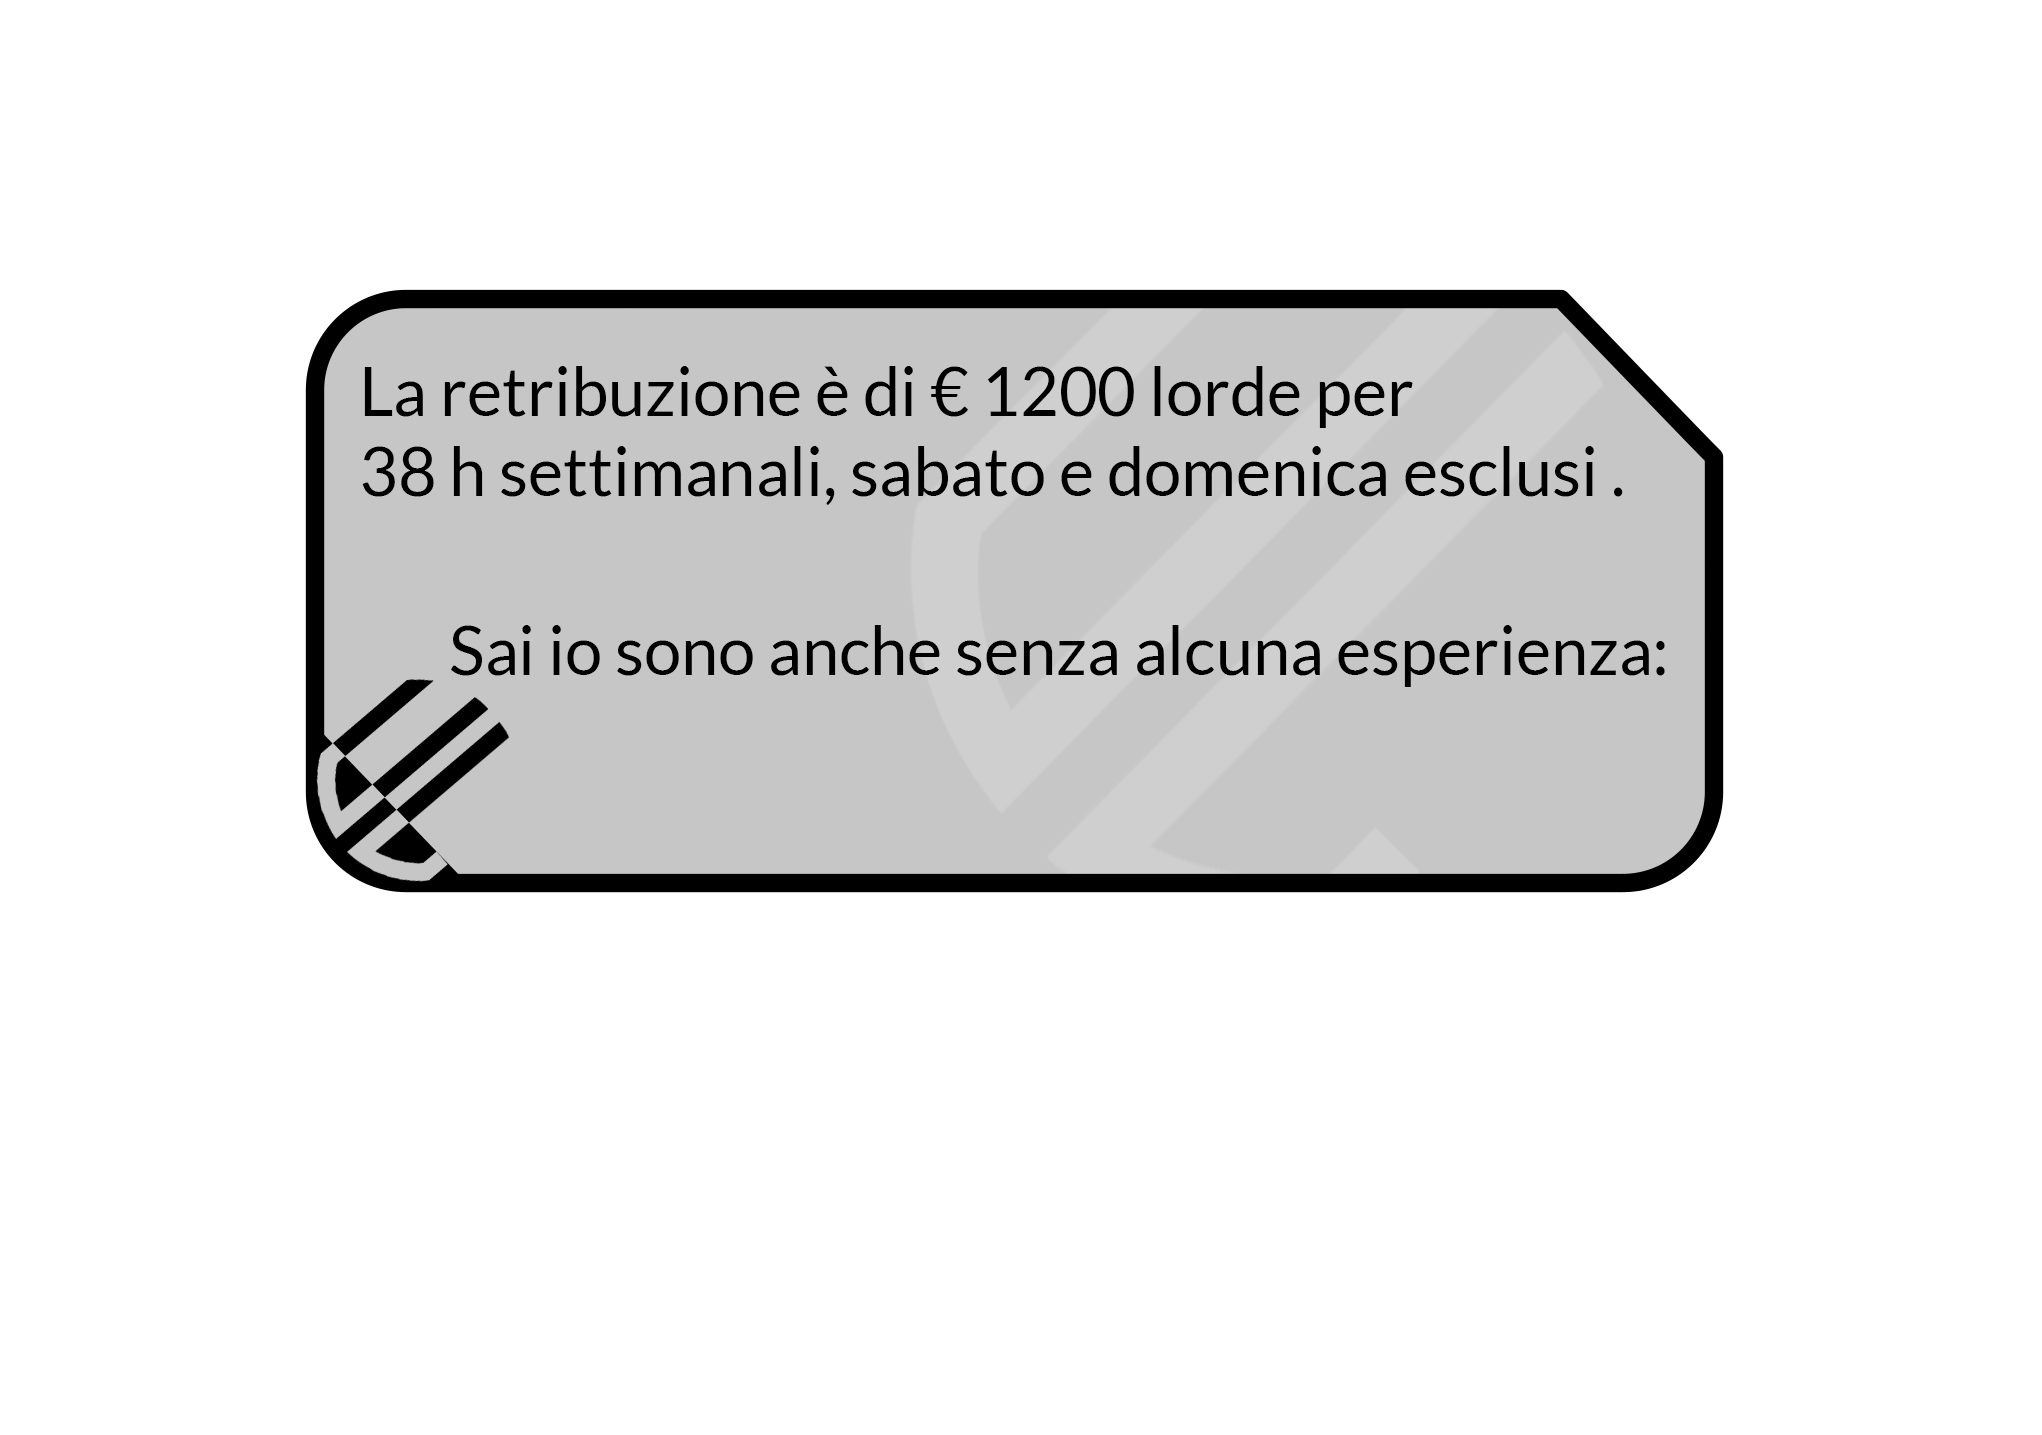 La retribuzione è di € 1200 lorde per
38 h settimanali, sabato e domenica esclusi .
Sai io sono anche senza alcuna esperienza: